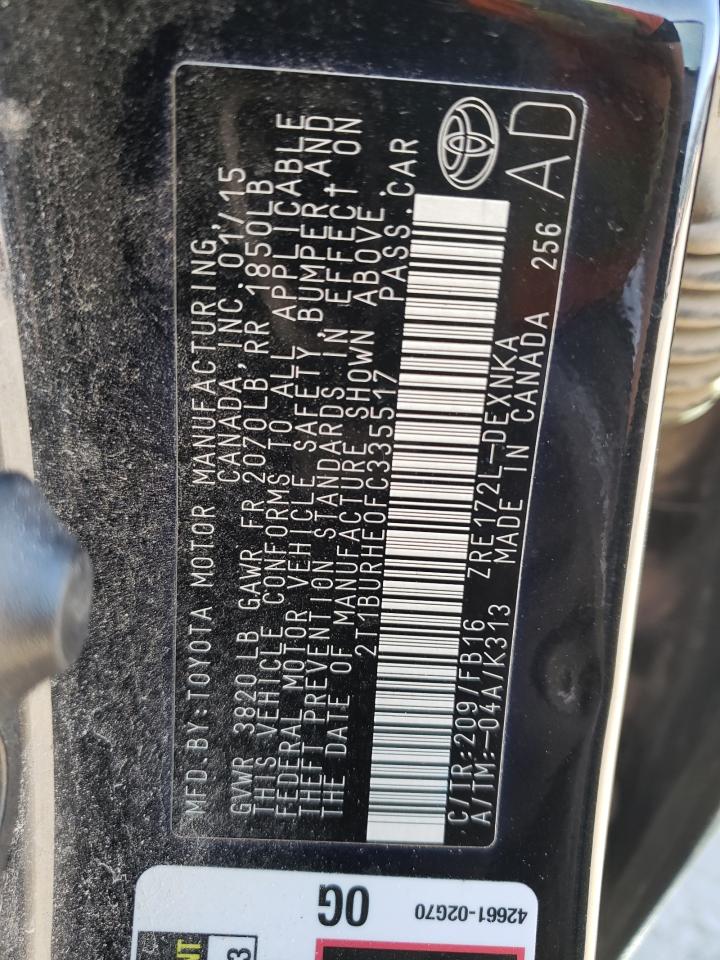 MFD.BY:TOYOTA MOTOR MANUFACTURING,
CANADA, INC. 01/15
GVWR 3820LB GAWR FR 2070LB, RR 1850LB
THIS VEHICLE CONFORMS TO ALL APPLICABLE
FEDERAL MOTOR VEHICLE SAFETY, BUMPER, AND
THEFT PREVENTION STANDARDS IN EFFECT ON
THE DATE OF MANUFACTURE SHOWN ABOVE.
2T1BURHE0FC335517 PASS.CAR
C/TR:209/FB16 ZRE172L-DEXNKA
A/TM:-04A/K313 MADE IN CANADA 256
AD
42661-02G70
0G
NT
3